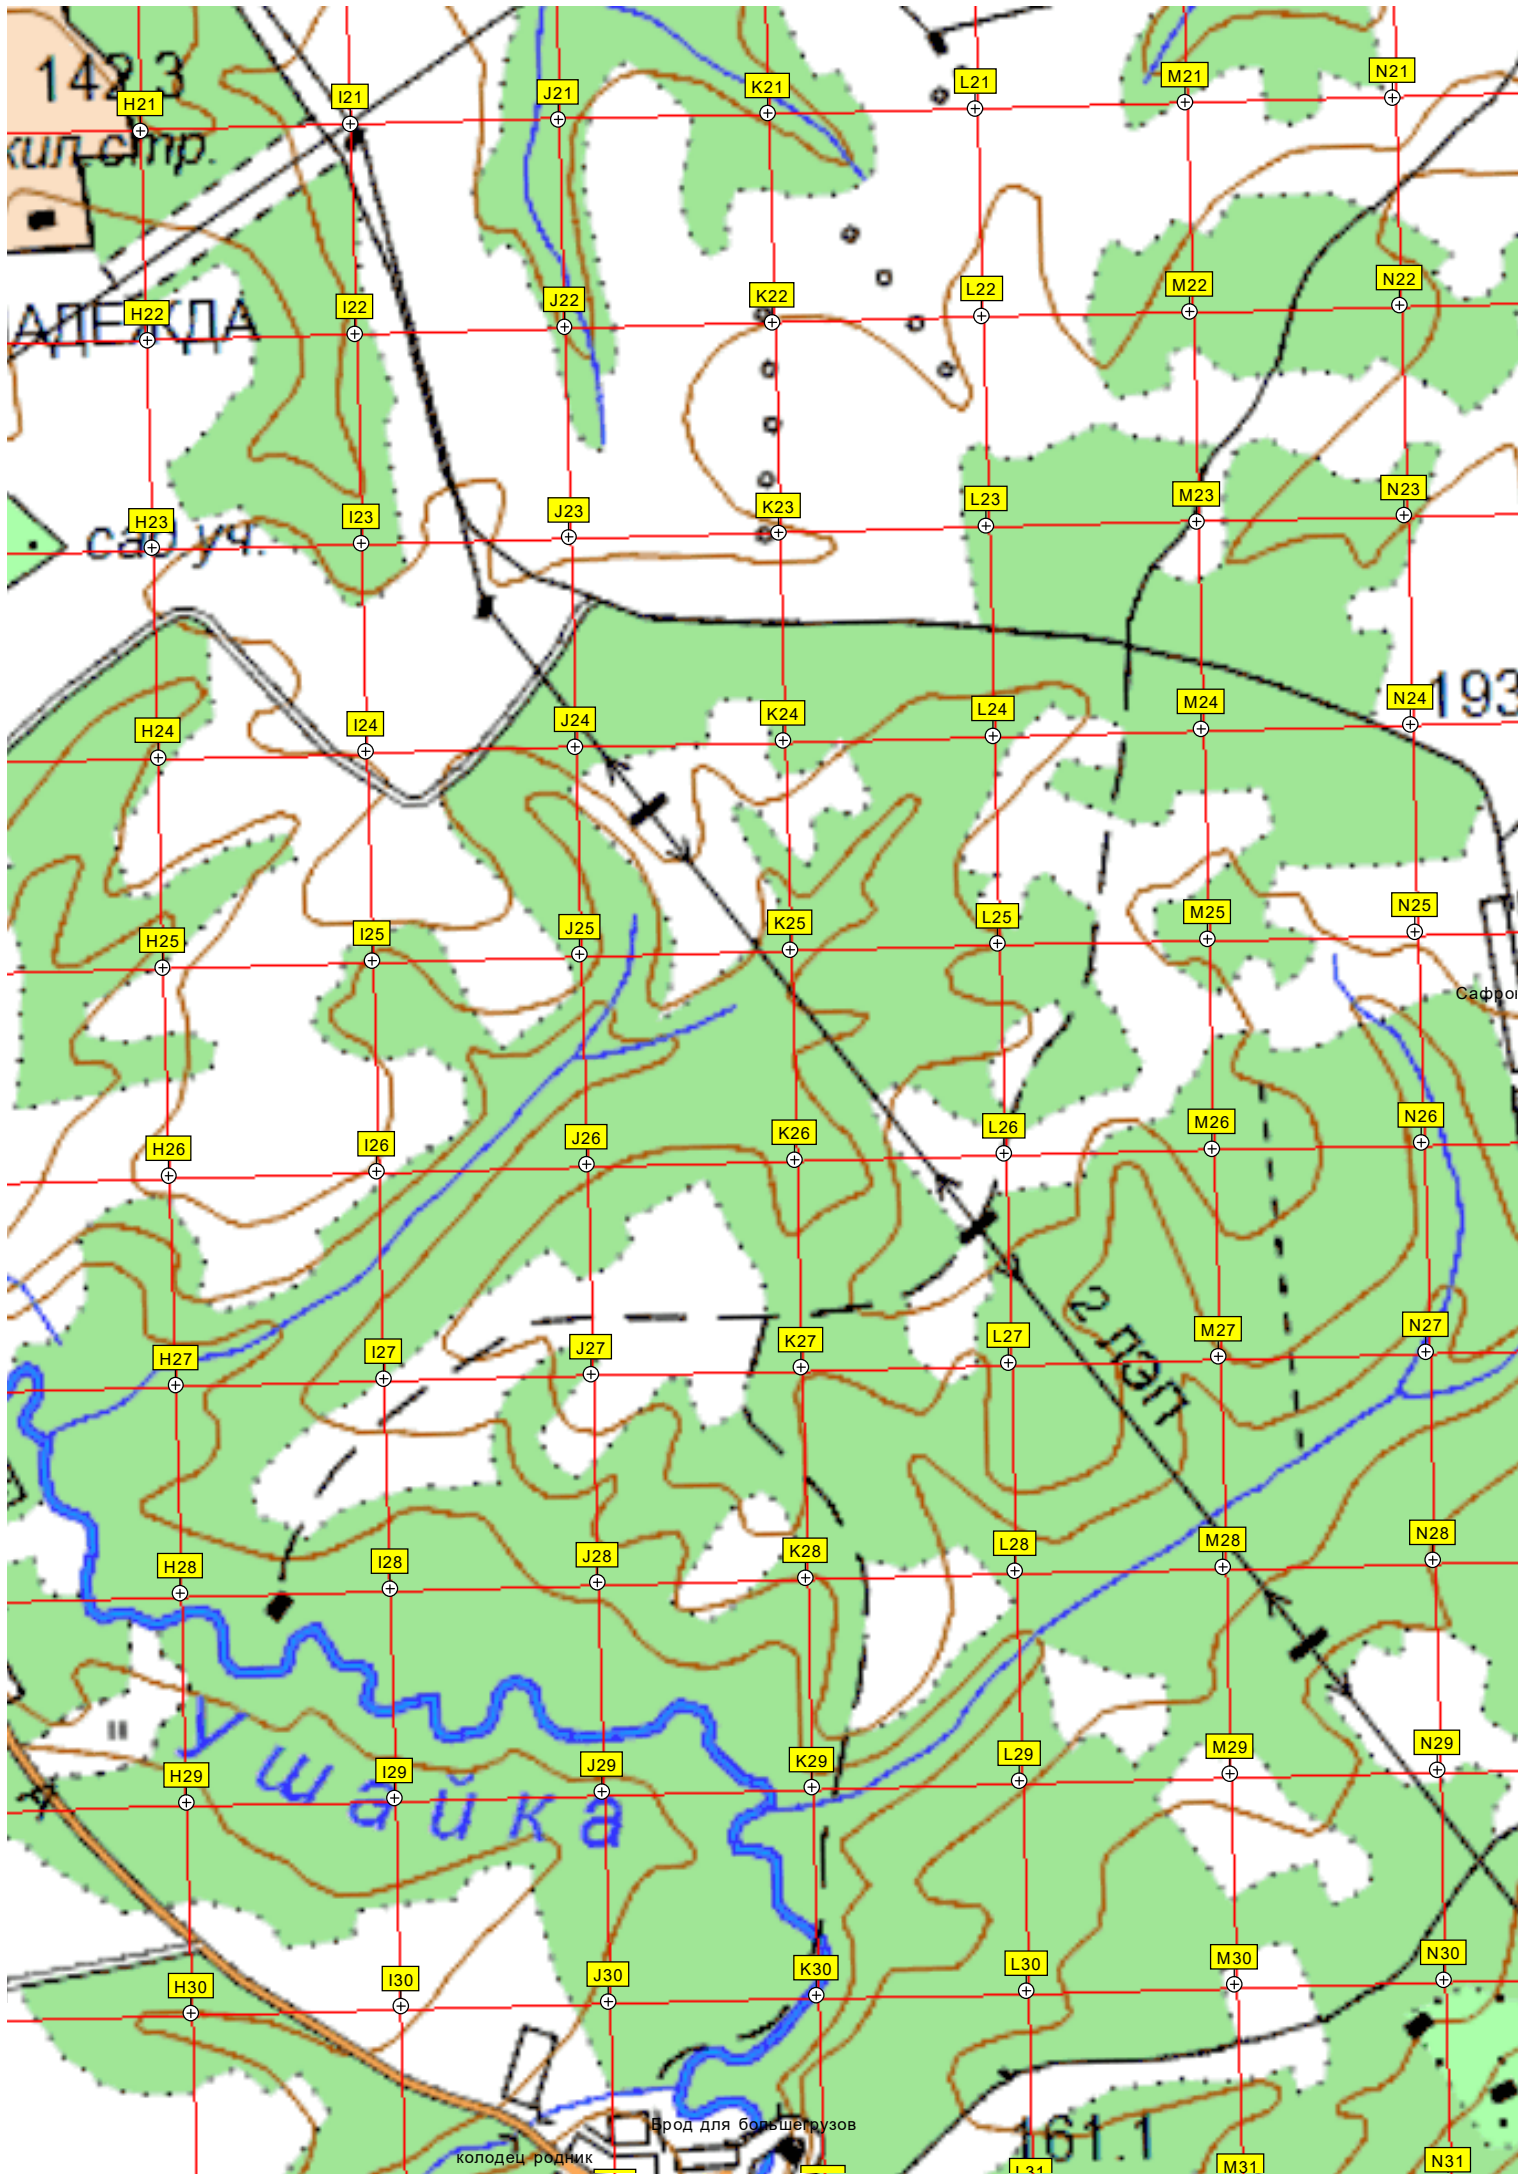 142.3
H21 I21 J21 K21 L21 M21 N21
жил.стр.
H22 I22 J22 K22 L22 M22 N22
H23 I23 J23 K23 L23 M23 N23
сад.уч.
H24 I24 J24 K24 L24 M24 N24
193
H25 I25 J25 K25 L25 M25 N25
H26 I26 J26 K26 L26 M26 N26
2 ЛЭП
H27 I27 J27 K27 L27 M27 N27
H28 I28 J28 K28 L28 M28 N28
Ушайка
H29 I29 J29 K29 L29 M29 N29
H30 I30 J30 K30 L30 M30 N30
Брод для большегрузов
161.1
колодец родник
L31 M31 N31